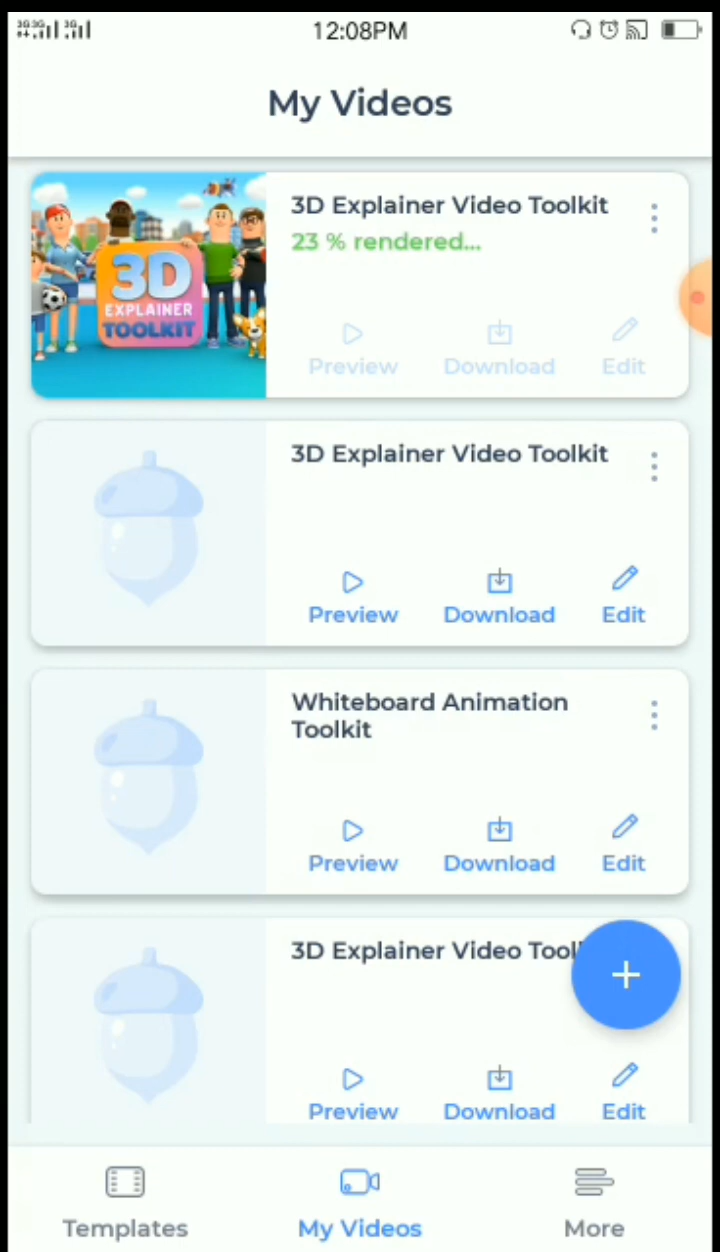 12:08PM
My Videos
3D
EXPLAINER
TOOLKIT
3D Explainer Video Toolkit
23 % rendered...
Preview Download Edit
3D Explainer Video Toolkit
Preview Download Edit
Whiteboard Animation
Toolkit
Preview Download Edit
3D Explainer Video
Preview Download Edit
Templates My Videos More